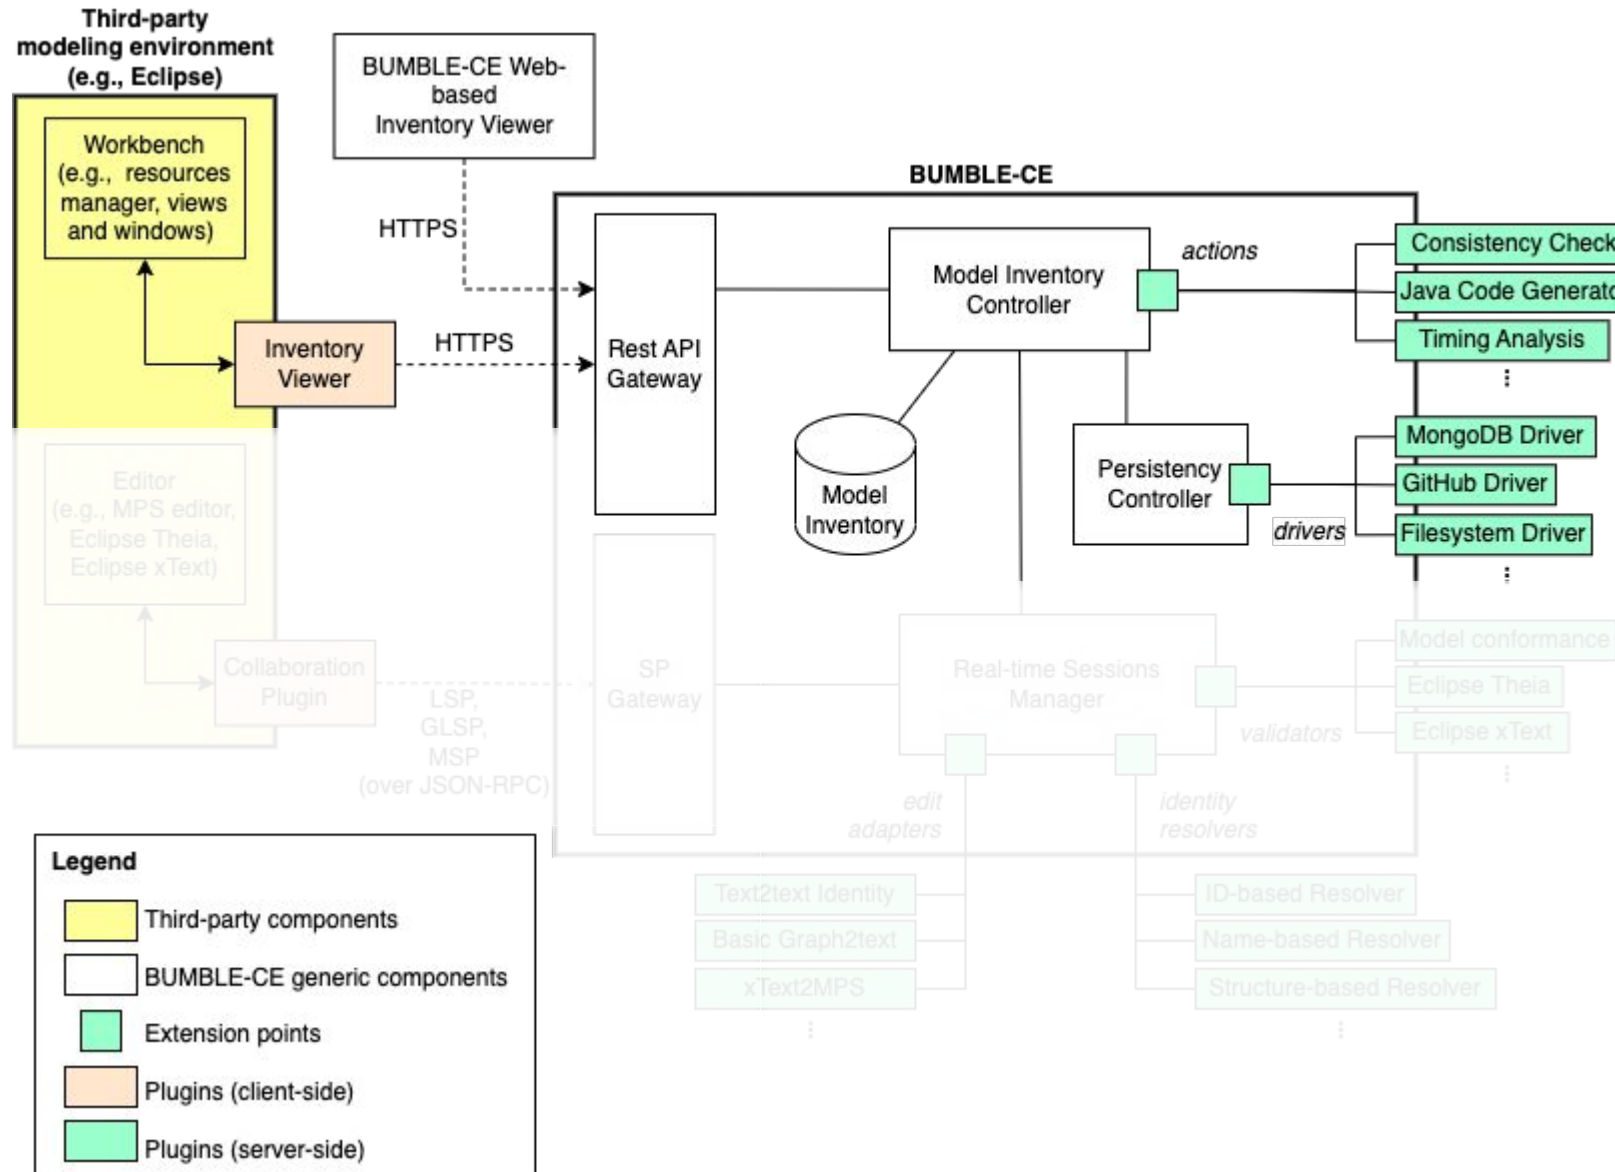 Third-party
modeling environment
(e.g., Eclipse)
Workbench
(e.g., resources
manager, views
and windows)
Inventory
Viewer
Editor
(e.g., MPS editor,
Eclipse Theia,
Eclipse xText)
Collaboration
Plugin
BUMBLE-CE Web-
based
Inventory Viewer
HTTPS
HTTPS
LSP,
GLSP,
MSP
(over JSON-RPC)
BUMBLE-CE
Rest API
Gateway
SP
Gateway
Model Inventory
Controller
actions
Model
Inventory
Persistency
Controller
drivers
Real-time Sessions
Manager
validators
edit
adapters
identity
resolvers
Consistency Check
Java Code Generato
Timing Analysis
MongoDB Driver
GitHub Driver
Filesystem Driver
Model conformance
Eclipse Theia
Eclipse xText
Text2text Identity
Basic Graph2text
xText2MPS
ID-based Resolver
Name-based Resolver
Structure-based Resolver
Legend
Third-party components
BUMBLE-CE generic components
Extension points
Plugins (client-side)
Plugins (server-side)